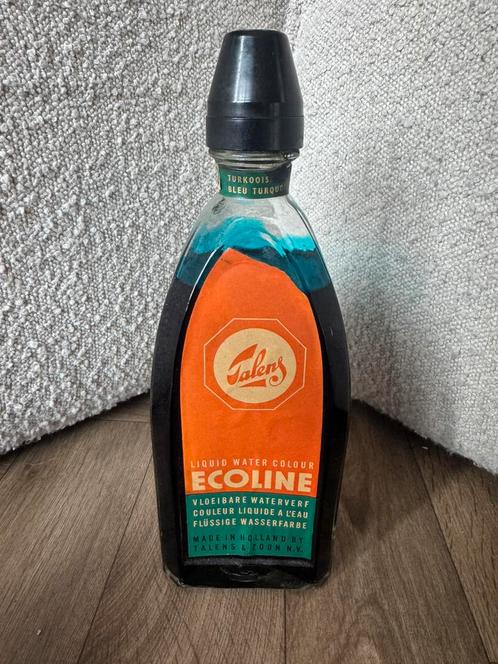 TURKOOIS
BLEU TURQUO
Talens
LIQUID WATER COLOUR
ECOLINE
VLOEIBARE WATERVERF
COULEUR LIQUIDE A L'EAU
FLÜSSIGE WASSERFARBE
MADE IN HOLLAND BY
TALENS & ZOON N.V.